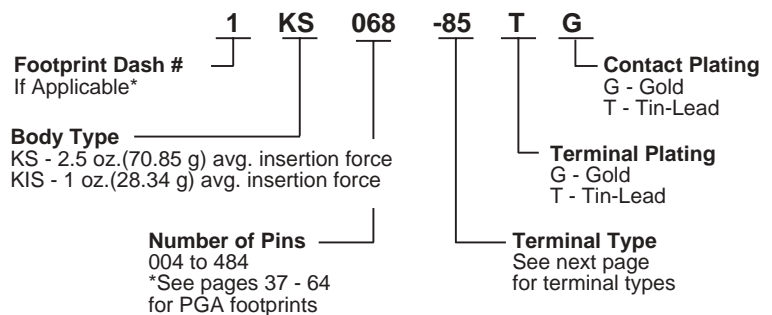 1 KS 068 -85 T G
Footprint Dash #
If Applicable*
Contact Plating
G - Gold
T - Tin-Lead
Body Type
KS - 2.5 oz.(70.85 g) avg. insertion force
KIS - 1 oz.(28.34 g) avg. insertion force
Terminal Plating
G - Gold
T - Tin-Lead
Number of Pins
004 to 484
*See pages 37 - 64
for PGA footprints
Terminal Type
See next page
for terminal types